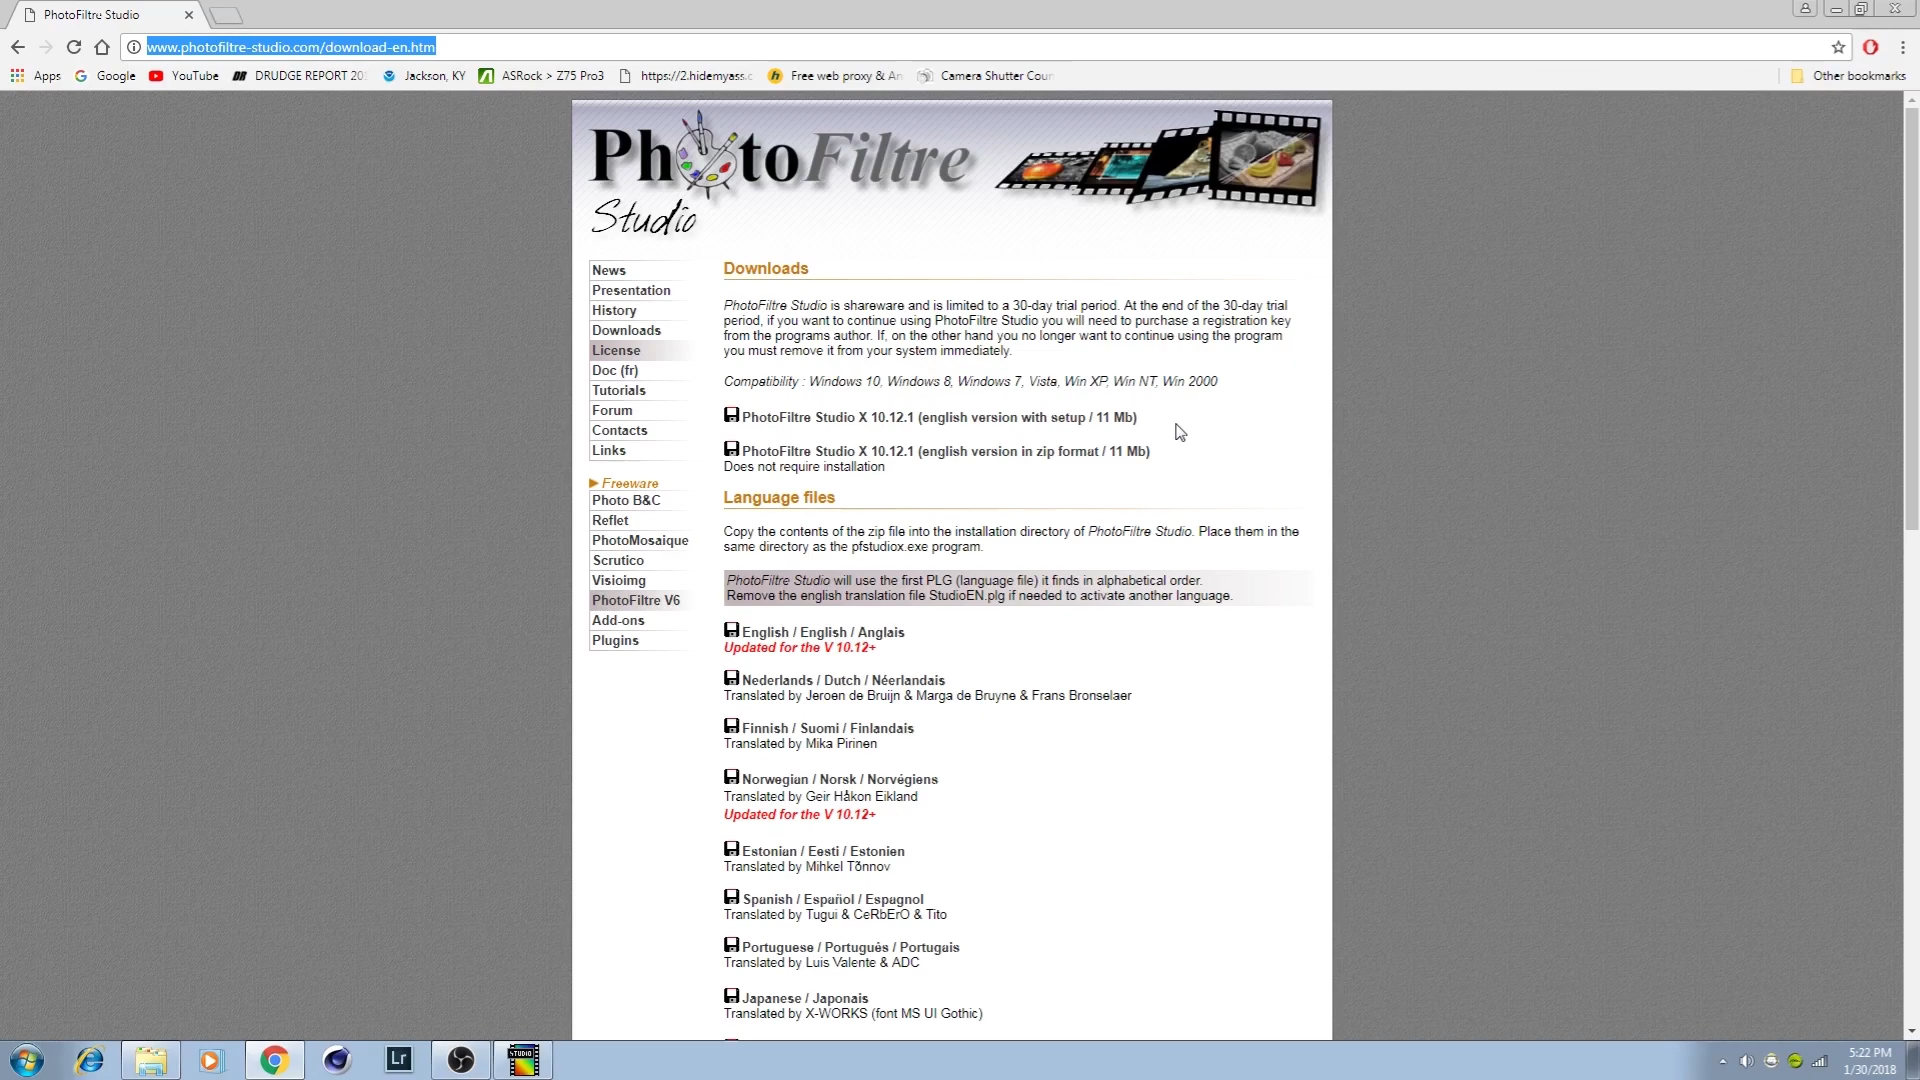 PhotoFiltre Studio
www.photofiltre-studio.com/download-en.htm
Apps
Google
YouTube
DRUDGE REPORT 20
Jackson, KY
ASRock > Z75 Pro3
https://2.hidemyass.c
Free web proxy & An
Camera Shutter Coun
Other bookmarks
PhotoFiltre
Studio
News
Presentation
History
Downloads
License
Doc (fr)
Tutorials
Forum
Contacts
Links
Freeware
Photo B&C
Reflet
PhotoMosaique
Scrutico
Visioimg
PhotoFiltre V6
Add-ons
Plugins
Downloads
PhotoFiltre Studio is shareware and is limited to a 30-day trial period. At the end of the 30-day trial
period, if you want to continue using PhotoFiltre Studio you will need to purchase a registration key
from the programs author. If, on the other hand you no longer want to continue using the program
you must remove it from your system immediately.
Compatibility : Windows 10, Windows 8, Windows 7, Vista, Win XP, Win NT, Win 2000
PhotoFiltre Studio X 10.12.1 (english version with setup / 11 Mb)
PhotoFiltre Studio X 10.12.1 (english version in zip format / 11 Mb)
Does not require installation
Language files
Copy the contents of the zip file into the installation directory of PhotoFiltre Studio. Place them in the
same directory as the pfstudiox.exe program.
PhotoFiltre Studio will use the first PLG (language file) it finds in alphabetical order.
Remove the english translation file StudioEN.plg if needed to activate another language.
English / English / Anglais
Updated for the V 10.12+
Nederlands / Dutch / Néerlandais
Translated by Jeroen de Bruijn & Marga de Bruyne & Frans Bronselaer
Finnish / Suomi / Finlandais
Translated by Mika Pirinen
Norwegian / Norsk / Norvégiens
Translated by Geir Håkon Eikland
Updated for the V 10.12+
Estonian / Eesti / Estonien
Translated by Mihkel Tõnnov
Spanish / Español / Espagnol
Translated by Tugui & CeRbErO & Tito
Portuguese / Português / Portugais
Translated by Luis Valente & ADC
Japanese / Japonais
Translated by X-WORKS (font MS UI Gothic)
Lr
STUDIO
5:22 PM
1/30/2018